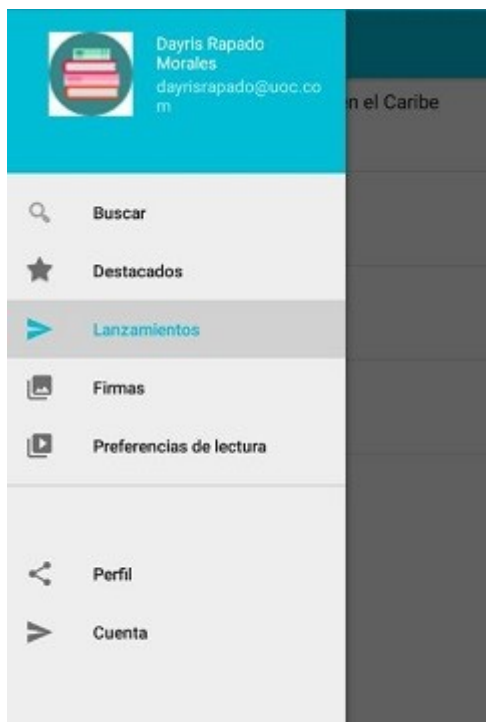 Dayris Rapado
Morales
dayrisrapado@uoc.co
m
n el Caribe
Buscar
Destacados
Lanzamientos
Firmas
Preferencias de lectura
Perfil
Cuenta